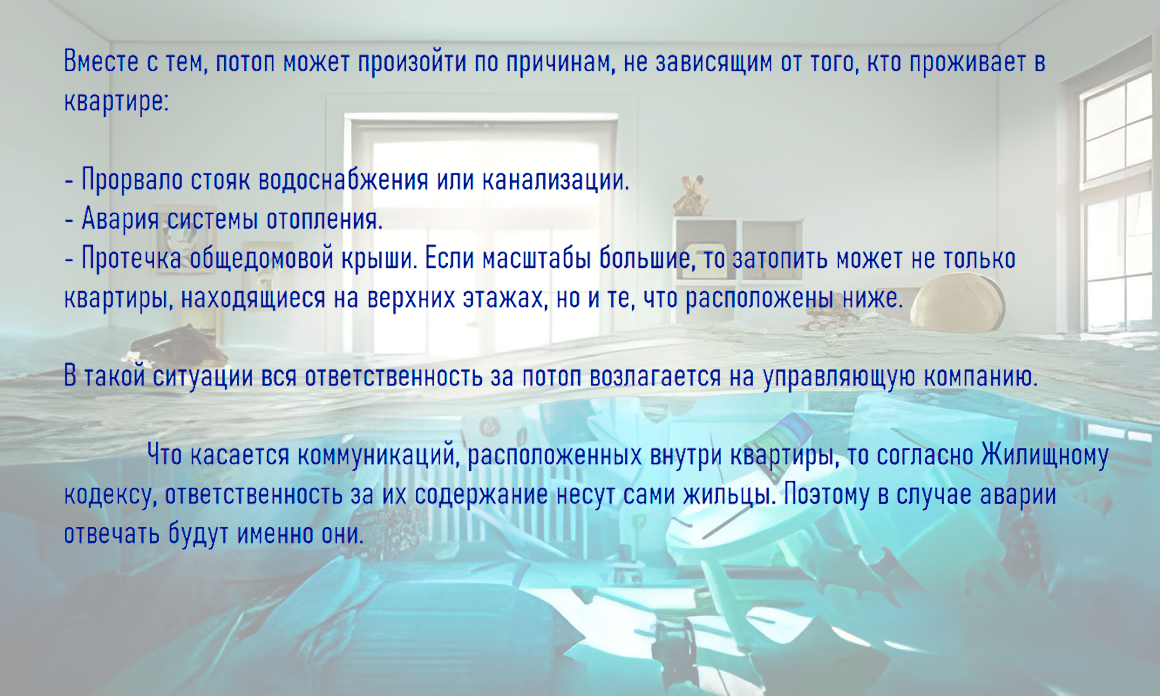 Вместе с тем, потоп может произойти по причинам, не зависящим от того, кто проживает в
квартире:
- Прорвало стояк водоснабжения или канализации.
- Авария системы отопления.
- Протечка общедомовой крыши. Если масштабы большие, то затопить может не только
квартиры, находящиеся на верхних этажах, но и те, что расположены ниже.
В такой ситуации вся ответственность за потоп возлагается на управляющую компанию.
Что касается коммуникаций, расположенных внутри квартиры, то согласно Жилищному
кодексу, ответственность за их содержание несут сами жильцы. Поэтому в случае аварии
отвечать будут именно они.